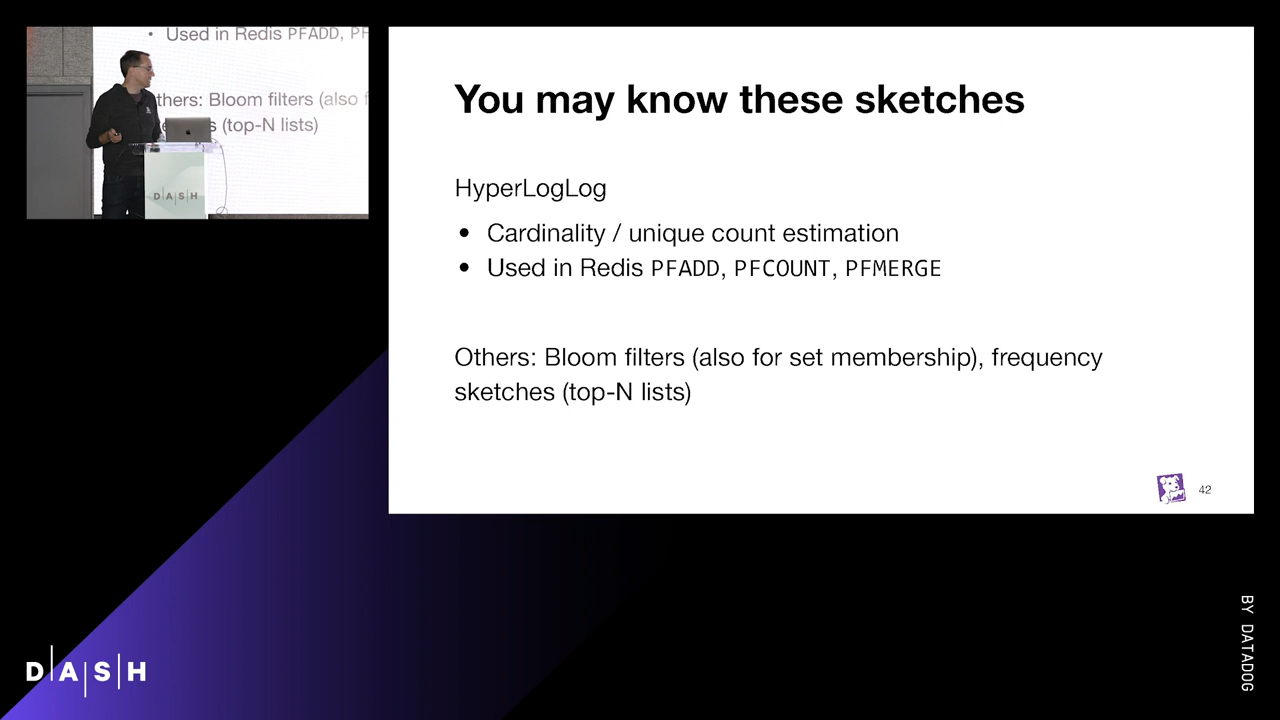 • Used in Redis PFADD, PF
thers: Bloom filters (also f
s (top-N lists)
D|A|S|H
You may know these sketches
HyperLogLog
• Cardinality / unique count estimation
• Used in Redis PFADD, PFCOUNT, PFMERGE
Others: Bloom filters (also for set membership), frequency
sketches (top-N lists)
42
D|A|S|H
BY DATADOG